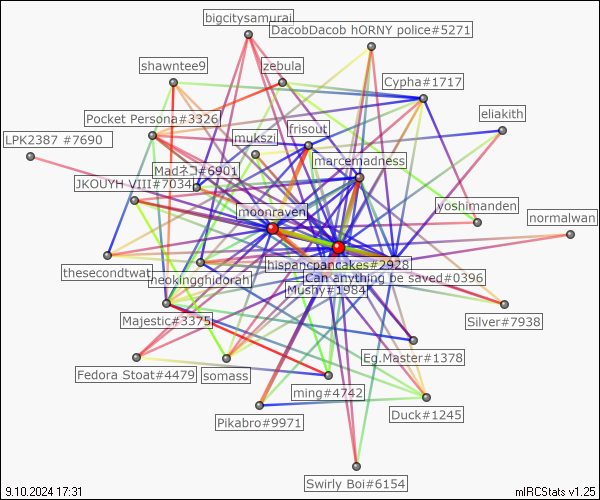 bigcitysamurai
DacobDacob hORNY police#5271
shawntee9
zebula
Cypha#1717
eliakith
Pocket Persona#3326
frisout
LPK2387 #7690
mukszi
marcemadness
Madネコ#6901
JKOUYH VIII#7034
moonraven
yoshimanden
normalwan
hispancpancakes#2928
thesecondtwat
neokingghidorah
Can anything be saved#0396
Mushy#1984
Majestic#3375
Silver#7938
Eg.Master#1378
Fedora Stoat#4479
somass
ming#4742
Duck#1245
Pikabro#9971
Swirly Boi#6154
9.10.2024 17:31
mIRCStats v1.25